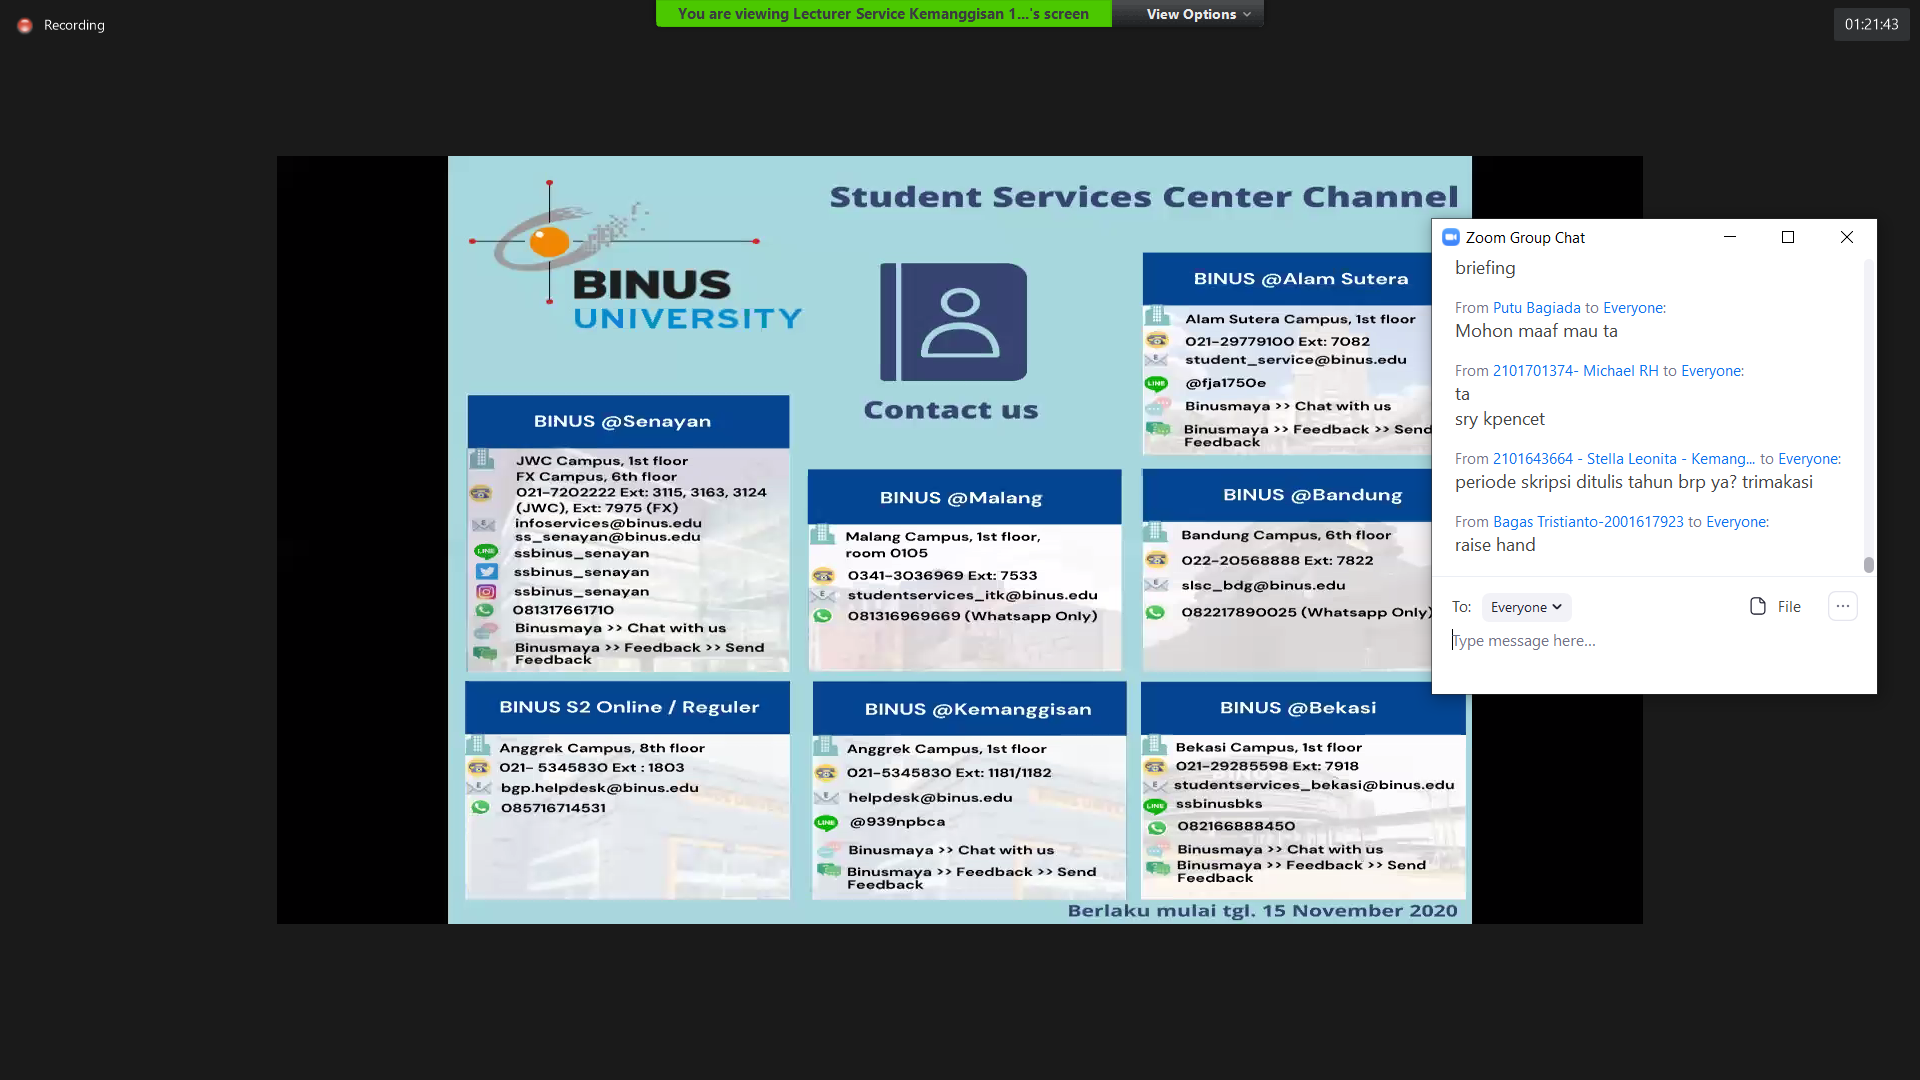 Recording
You are viewing Lecturer Service Kemanggisan 1...'s screen
View Options
01:21:43
BINUS
UNIVERSITY
Student Services Center Channel
Contact us
BINUS @Alam Sutera
Alam Sutera Campus, 1st floor
021-29779100 Ext: 7082
student_service@binus.edu
LINE
@fja1750e
Binusmaya >> Chat with us
Binusmaya >> Feedback >> Send
Feedback
BINUS @Senayan
JWC Campus, 1st floor
FX Campus, 6th floor
021-7202222 Ext: 3115, 3163, 3124
(JWC), Ext: 7975 (FX)
infoservices@binus.edu
ss_senayan@binus.edu
LINE
ssbinus_senayan
ssbinus_senayan
ssbinus_senayan
081317661710
Binusmaya >> Chat with us
Binusmaya >> Feedback >> Send
Feedback
BINUS @Malang
Malang Campus, 1st floor,
room 0105
0341-3036969 Ext: 7533
studentservices_itk@binus.edu
081316969669 (Whatsapp Only)
BINUS @Bandung
Bandung Campus, 6th floor
022-20568888 Ext: 7822
slsc_bdg@binus.edu
082217890025 (Whatsapp Only)
BINUS S2 Online / Reguler
Anggrek Campus, 8th floor
021- 5345830 Ext : 1803
bgp.helpdesk@binus.edu
085716714531
BINUS @Kemanggisan
Anggrek Campus, 1st floor
021-5345830 Ext: 1181/1182
helpdesk@binus.edu
LINE
@939npbca
Binusmaya >> Chat with us
Binusmaya >> Feedback >> Send
Feedback
BINUS @Bekasi
Bekasi Campus, 1st floor
021-29285598 Ext: 7918
studentservices_bekasi@binus.edu
LINE
ssbinusbks
082166888450
Binusmaya >> Chat with us
Binusmaya >> Feedback >> Send
Feedback
Berlaku mulai tgl. 15 November 2020
Zoom Group Chat
briefing
From Putu Bagiada to Everyone:
Mohon maaf mau ta
From 2101701374- Michael RH to Everyone:
ta
sry kpencet
From 2101643664 - Stella Leonita - Kemang... to Everyone:
periode skripsi ditulis tahun brp ya? trimakasi
From Bagas Tristianto-2001617923 to Everyone:
raise hand
To: Everyone
File
...
Type message here...